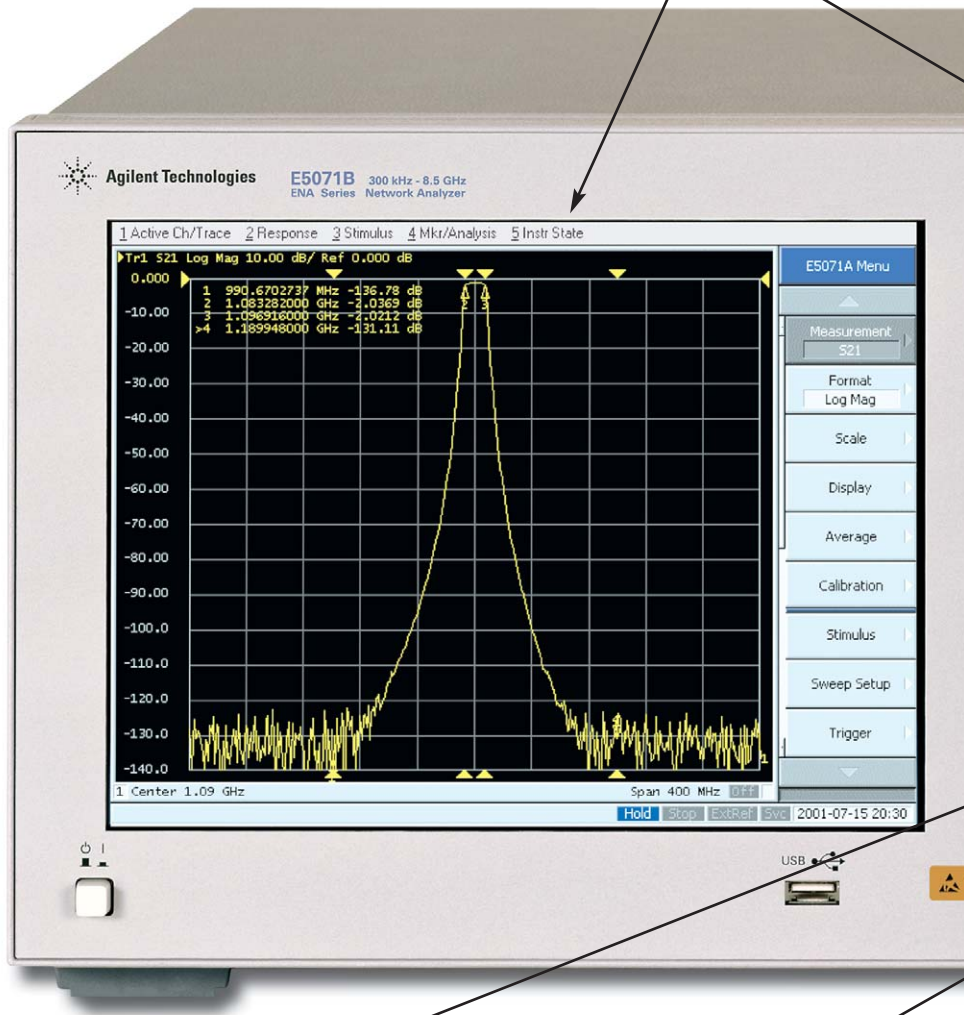 Agilent Technologies
E5071B 300 kHz - 8.5 GHz
ENA Series Network Analyzer
1 Active Ch/Trace 2 Response 3 Stimulus 4 Mkr/Analysis 5 Instr State
Tr1 S21 Log Mag 10.00 dB/ Ref 0.000 dB
0.000
-10.00
-20.00
-30.00
-40.00
-50.00
-60.00
-70.00
-80.00
-90.00
-100.0
-110.0
-120.0
-130.0
-140.0
1 990.6702737 MHz -136.78 dB
2 1.083282000 GHz -2.0369 dB
3 1.096916000 GHz -2.0212 dB
>4 1.189948000 GHz -131.11 dB
2 3
1
1 Center 1.09 GHz
Span 400 MHz Off
Hold Stop ExtRef Svc 2001-07-15 20:30
E5071A Menu
Measurement
S21
Format
Log Mag
Scale
Display
Average
Calibration
Stimulus
Sweep Setup
Trigger
USB